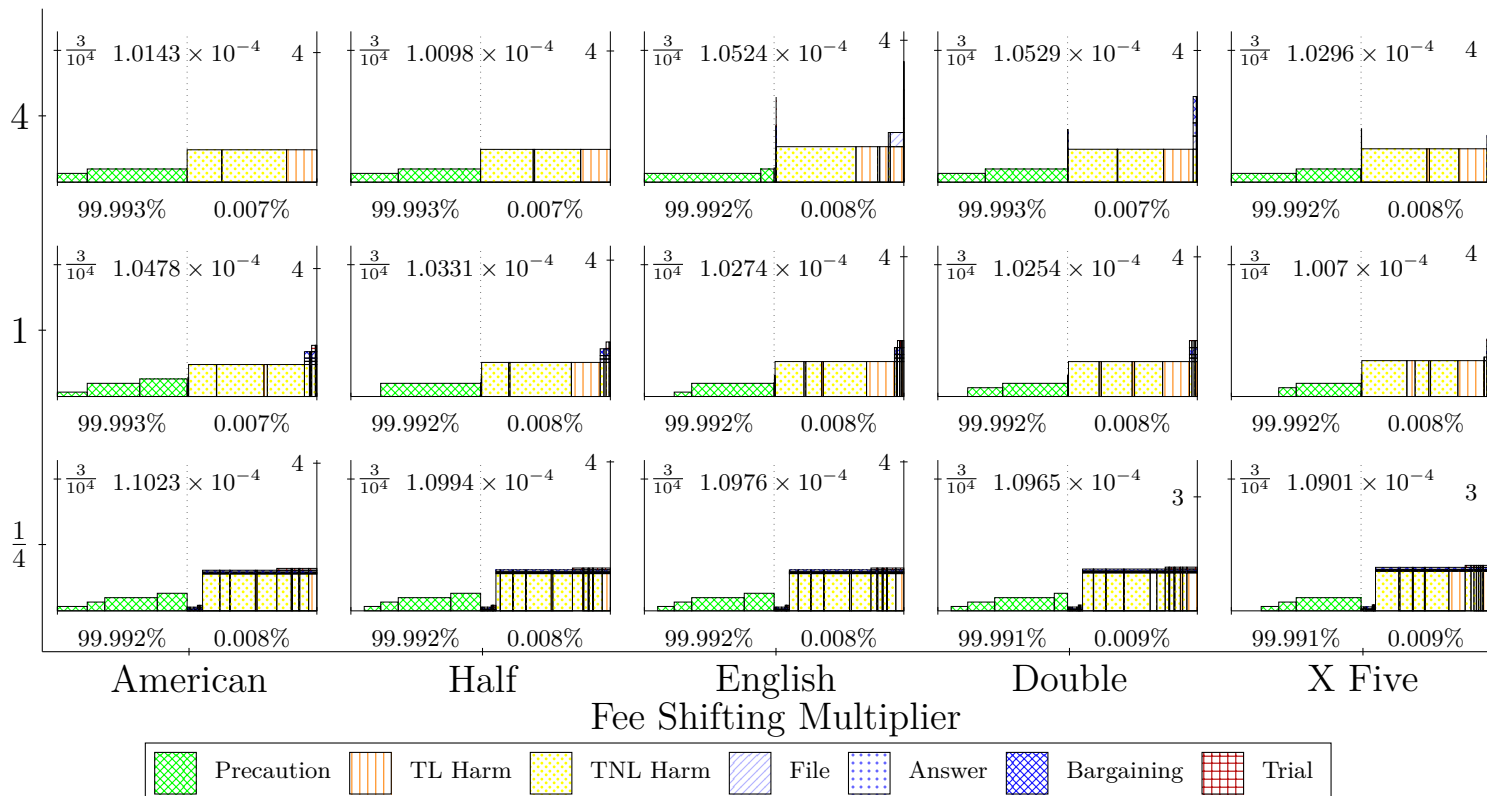 3/10^4 1.0143 × 10^-4 4 3/10^4 1.0098 × 10^-4 4 3/10^4 1.0524 × 10^-4 4 3/10^4 1.0529 × 10^-4 4 3/10^4 1.0296 × 10^-4 4
4
99.993% 0.007% 99.993% 0.007% 99.992% 0.008% 99.993% 0.007% 99.992% 0.008%
3/10^4 1.0478 × 10^-4 4 3/10^4 1.0331 × 10^-4 4 3/10^4 1.0274 × 10^-4 4 3/10^4 1.0254 × 10^-4 4 3/10^4 1.007 × 10^-4 4
1
99.993% 0.007% 99.992% 0.008% 99.992% 0.008% 99.992% 0.008% 99.992% 0.008%
3/10^4 1.1023 × 10^-4 4 3/10^4 1.0994 × 10^-4 4 3/10^4 1.0976 × 10^-4 4 3/10^4 1.0965 × 10^-4 3 3/10^4 1.0901 × 10^-4 3
1/4
99.992% 0.008% 99.992% 0.008% 99.992% 0.008% 99.991% 0.009% 99.991% 0.009%
American Half English Double X Five
Fee Shifting Multiplier
Precaution TL Harm TNL Harm File Answer Bargaining Trial